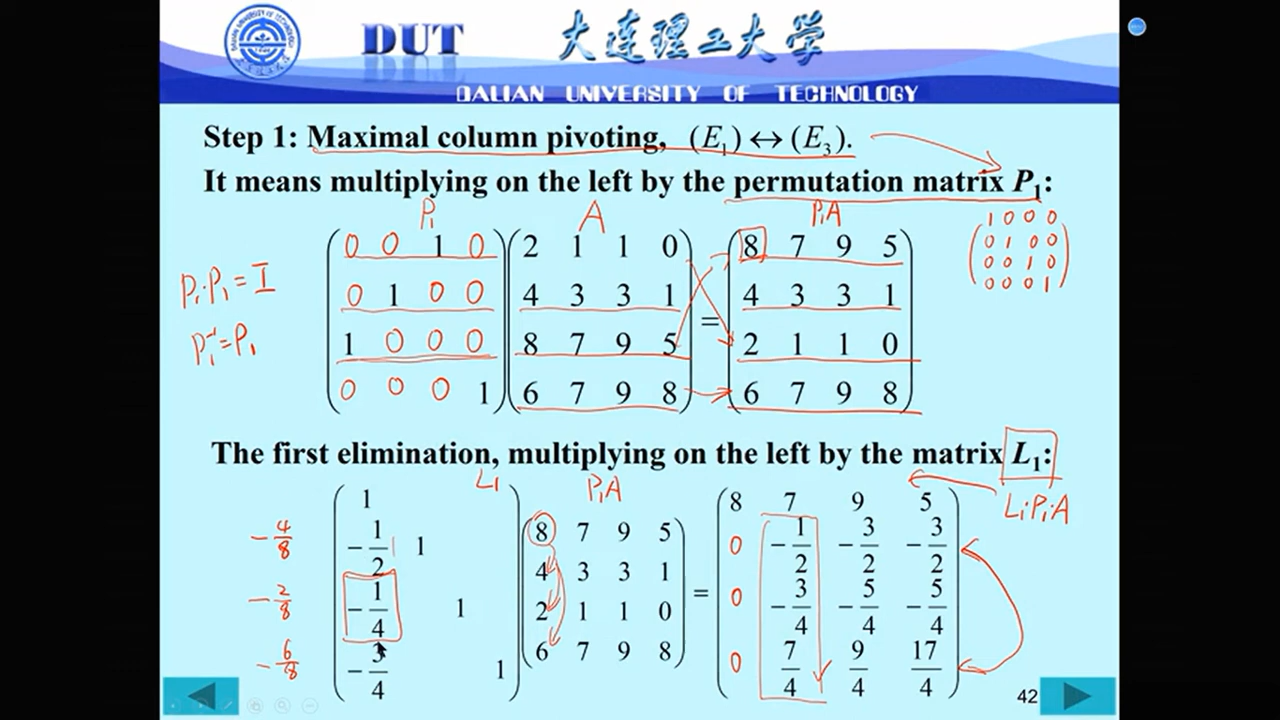 DUT 大连理工大学
DALIAN UNIVERSITY OF TECHNOLOGY
Step 1: Maximal column pivoting, (E₁) ↔ (E₃).
It means multiplying on the left by the permutation matrix P₁:
P₁ A P₁A
0 0 1 0 2 1 1 0 8 7 9 5 1 0 0 0
0 1 0 0 4 3 3 1 4 3 3 1 0 1 0 0
1 0 0 0 8 7 9 5 = 2 1 1 0 0 0 1 0
0 0 0 1 6 7 9 8 6 7 9 8 0 0 0 1
P₁·P₁ = I
P₁⁻¹ = P₁
The first elimination, multiplying on the left by the matrix L₁:
L₁ P₁A L₁P₁A
1 8 7 9 5 8 7 9 5
-4/8 -1/2 1 4 3 3 1 0 -1/2 -3/2 -3/2
-2/8 -1/4 1 2 1 1 0 = 0 -3/4 -5/4 -5/4
-6/8 -3/4 1 6 7 9 8 0 7/4 9/4 17/4
42